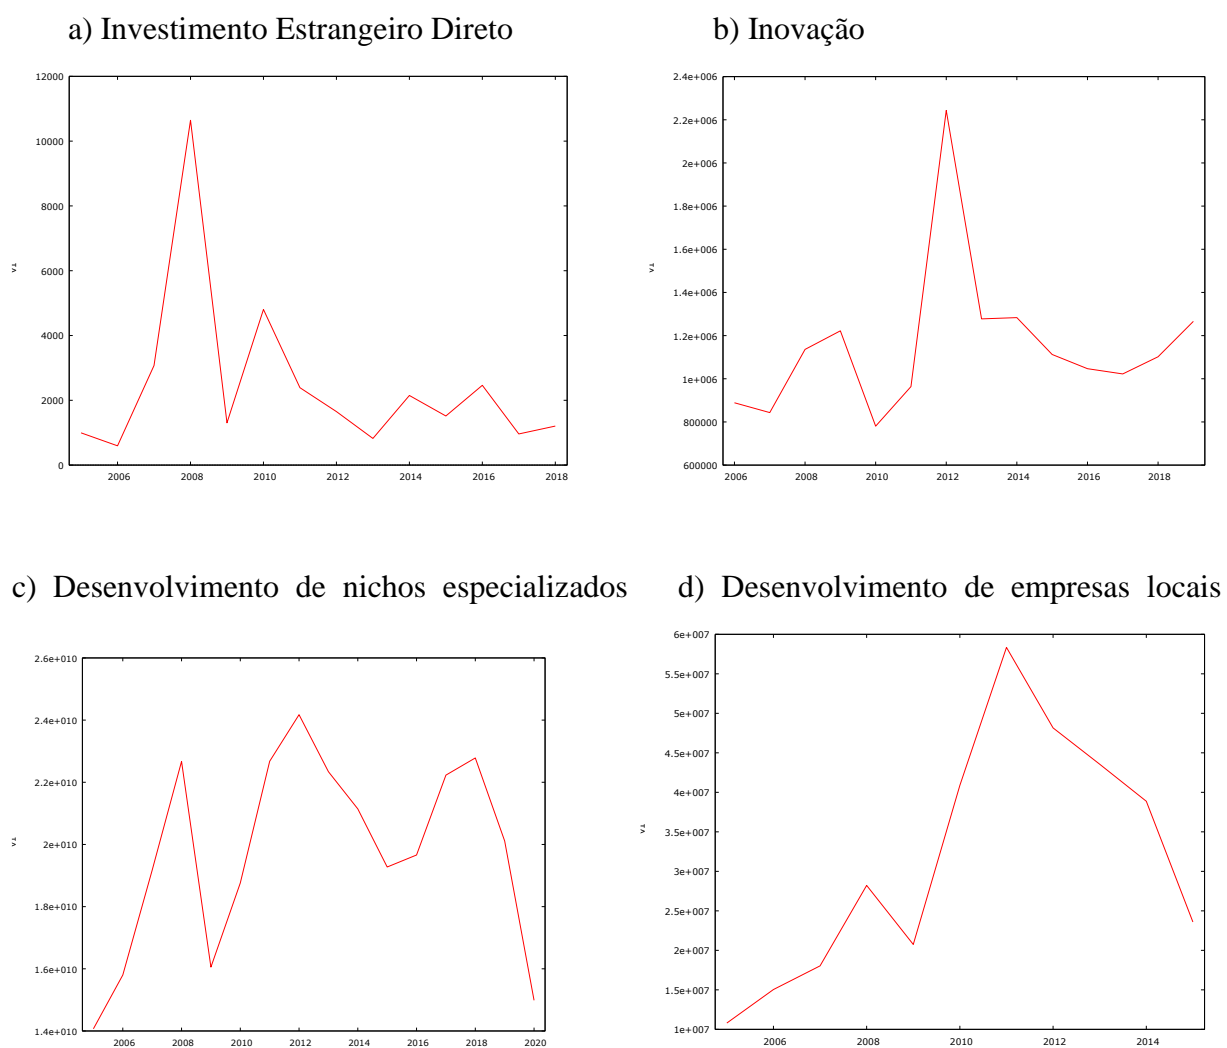 a) Investimento Estrangeiro Direto
b) Inovação
12000
10000
8000
6000
4000
2000
0
v1
2006 2008 2010 2012 2014 2016 2018
2.4e+006
2.2e+006
2e+006
1.8e+006
1.6e+006
1.4e+006
1.2e+006
1e+006
800000
600000
v1
2006 2008 2010 2012 2014 2016 2018
c) Desenvolvimento de nichos especializados
d) Desenvolvimento de empresas locais
2.6e+010
2.4e+010
2.2e+010
2e+010
1.8e+010
1.6e+010
1.4e+010
v1
2006 2008 2010 2012 2014 2016 2018 2020
6e+007
5.5e+007
5e+007
4.5e+007
4e+007
3.5e+007
3e+007
2.5e+007
2e+007
1.5e+007
1e+007
v1
2006 2008 2010 2012 2014